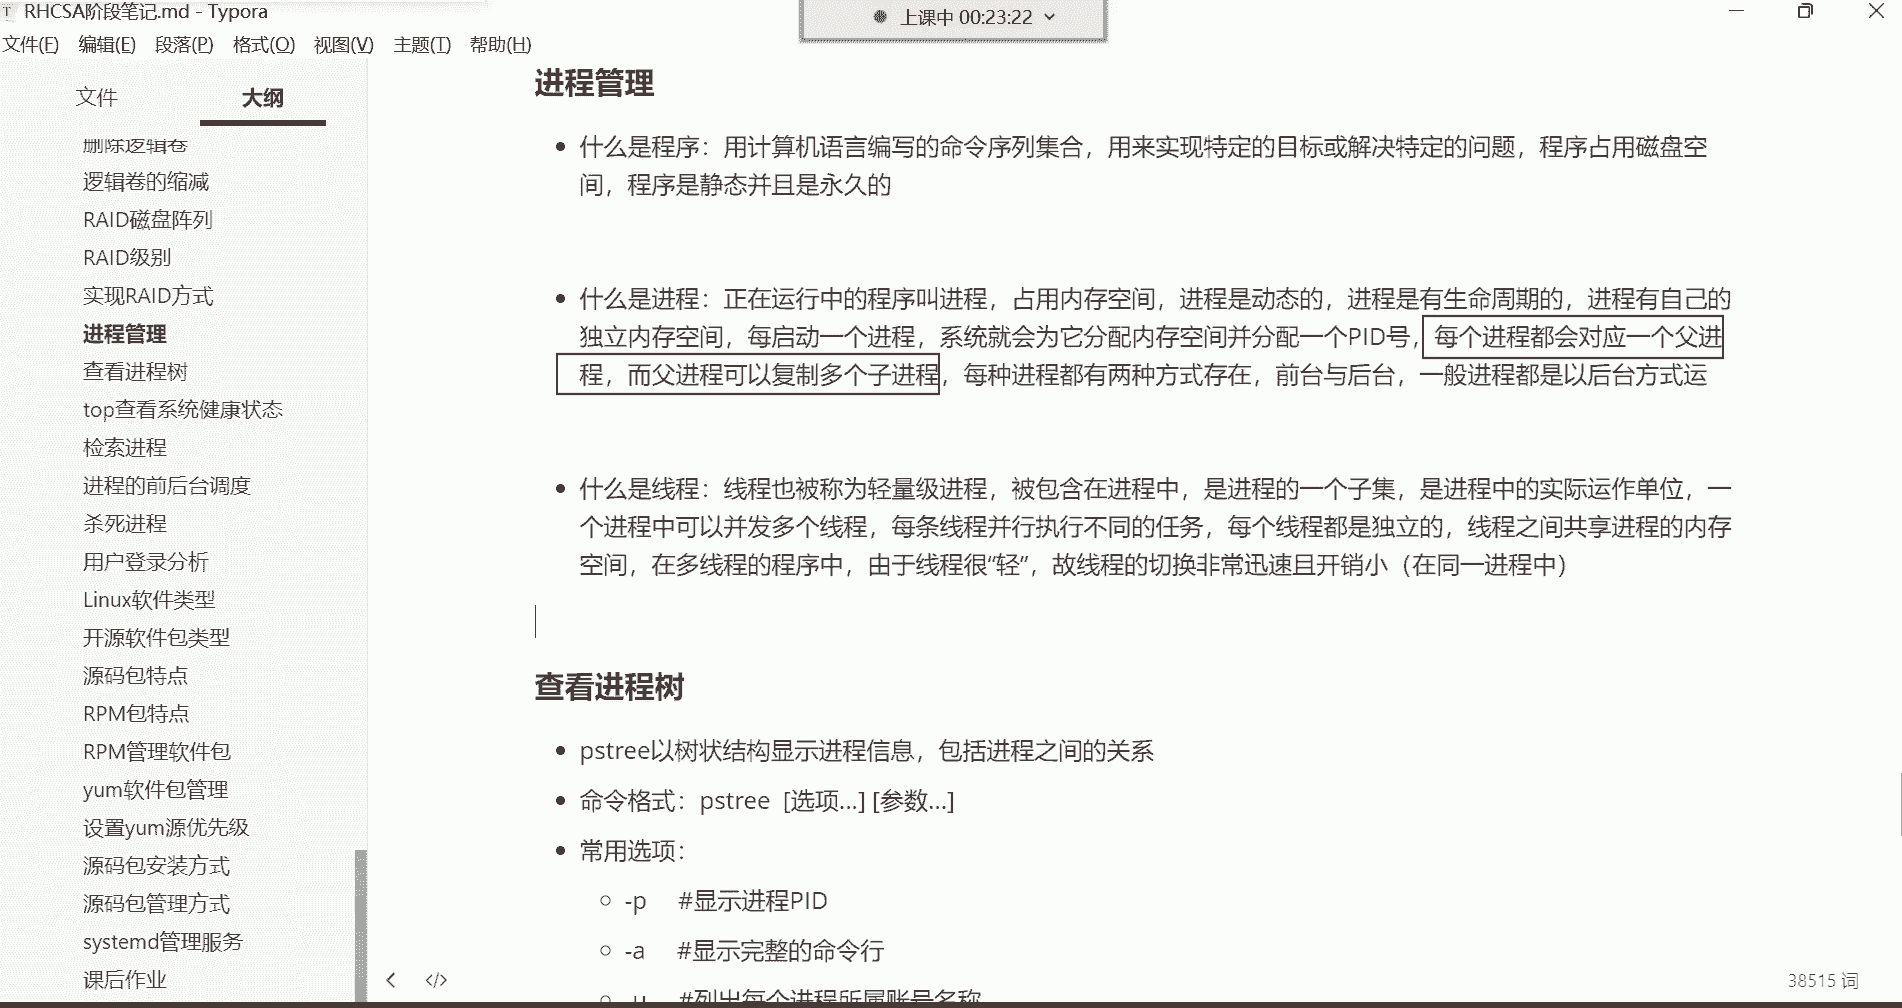 RHCSA阶段笔记.md - Typora
上课中 00:23:22
文件(F) 编辑(E) 段落(P) 格式(O) 视图(V) 主题(T) 帮助(H)
文件 大纲
删除逻辑卷
逻辑卷的缩减
RAID磁盘阵列
RAID级别
实现RAID方式
进程管理
查看进程树
top查看系统健康状态
检索进程
进程的前后台调度
杀死进程
用户登录分析
Linux软件类型
开源软件包类型
源码包特点
RPM包特点
RPM管理软件包
yum软件包管理
设置yum源优先级
源码包安装方式
源码包管理方式
systemd管理服务
课后作业
进程管理
什么是程序：用计算机语言编写的命令序列集合，用来实现特定的目标或解决特定的问题，程序占用磁盘空
间，程序是静态并且是永久的
什么是进程：正在运行中的程序叫进程，占用内存空间，进程是动态的，进程是有生命周期的，进程有自己的
独立内存空间，每启动一个进程，系统就会为它分配内存空间并分配一个PID号，每个进程都会对应一个父进
程，而父进程可以复制多个子进程，每种进程都有两种方式存在，前台与后台，一般进程都是以后台方式运
什么是线程：线程也被称为轻量级进程，被包含在进程中，是进程的一个子集，是进程中的实际运作单位，一
个进程中可以并发多个线程，每条线程并行执行不同的任务，每个线程都是独立的，线程之间共享进程的内存
空间，在多线程的程序中，由于线程很“轻”，故线程的切换非常迅速且开销小（在同一进程中）
查看进程树
pstree以树状结构显示进程信息，包括进程之间的关系
命令格式：pstree [选项...] [参数...]
常用选项：
-p #显示进程PID
-a #显示完整的命令行
-u #列出每个进程所属账号名称
38515 词